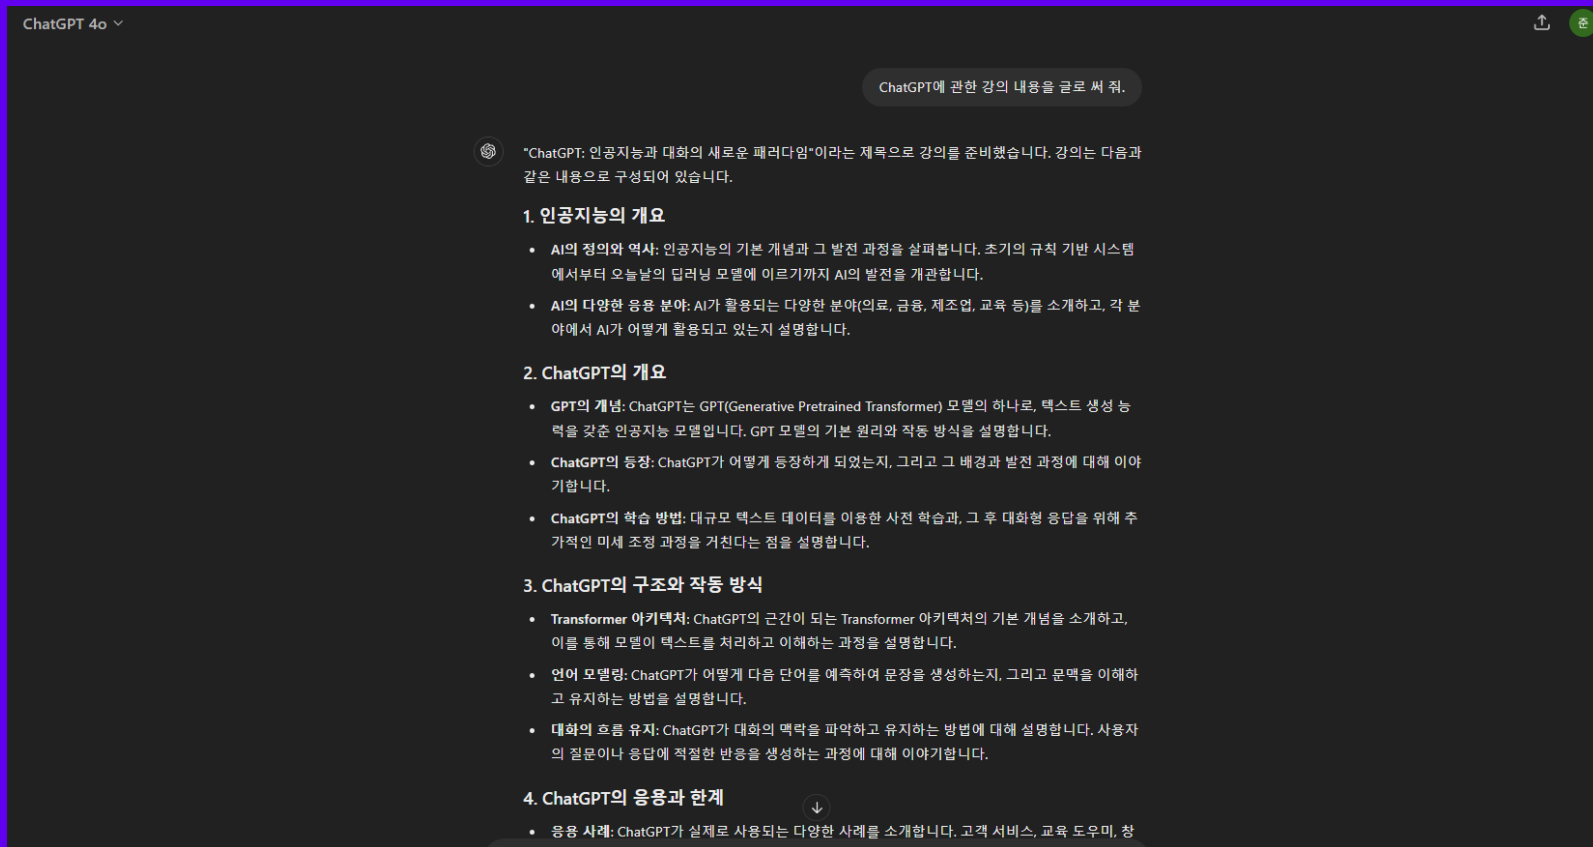 ChatGPT 4o
준
ChatGPT에 관한 강의 내용을 글로 써 줘.
"ChatGPT: 인공지능과 대화의 새로운 패러다임"이라는 제목으로 강의를 준비했습니다. 강의는 다음과
같은 내용으로 구성되어 있습니다.
1. 인공지능의 개요
• AI의 정의와 역사: 인공지능의 기본 개념과 그 발전 과정을 살펴봅니다. 초기의 규칙 기반 시스템
에서부터 오늘날의 딥러닝 모델에 이르기까지 AI의 발전을 개관합니다.
• AI의 다양한 응용 분야: AI가 활용되는 다양한 분야(의료, 금융, 제조업, 교육 등)를 소개하고, 각 분
야에서 AI가 어떻게 활용되고 있는지 설명합니다.
2. ChatGPT의 개요
• GPT의 개념: ChatGPT는 GPT(Generative Pretrained Transformer) 모델의 하나로, 텍스트 생성 능
력을 갖춘 인공지능 모델입니다. GPT 모델의 기본 원리와 작동 방식을 설명합니다.
• ChatGPT의 등장: ChatGPT가 어떻게 등장하게 되었는지, 그리고 그 배경과 발전 과정에 대해 이야
기합니다.
• ChatGPT의 학습 방법: 대규모 텍스트 데이터를 이용한 사전 학습과, 그 후 대화형 응답을 위해 추
가적인 미세 조정 과정을 거친다는 점을 설명합니다.
3. ChatGPT의 구조와 작동 방식
• Transformer 아키텍처: ChatGPT의 근간이 되는 Transformer 아키텍처의 기본 개념을 소개하고,
이를 통해 모델이 텍스트를 처리하고 이해하는 과정을 설명합니다.
• 언어 모델링: ChatGPT가 어떻게 다음 단어를 예측하여 문장을 생성하는지, 그리고 문맥을 이해하
고 유지하는 방법을 설명합니다.
• 대화의 흐름 유지: ChatGPT가 대화의 맥락을 파악하고 유지하는 방법에 대해 설명합니다. 사용자
의 질문이나 응답에 적절한 반응을 생성하는 과정에 대해 이야기합니다.
4. ChatGPT의 응용과 한계
• 응용 사례: ChatGPT가 실제로 사용되는 다양한 사례를 소개합니다. 고객 서비스, 교육 도우미, 창